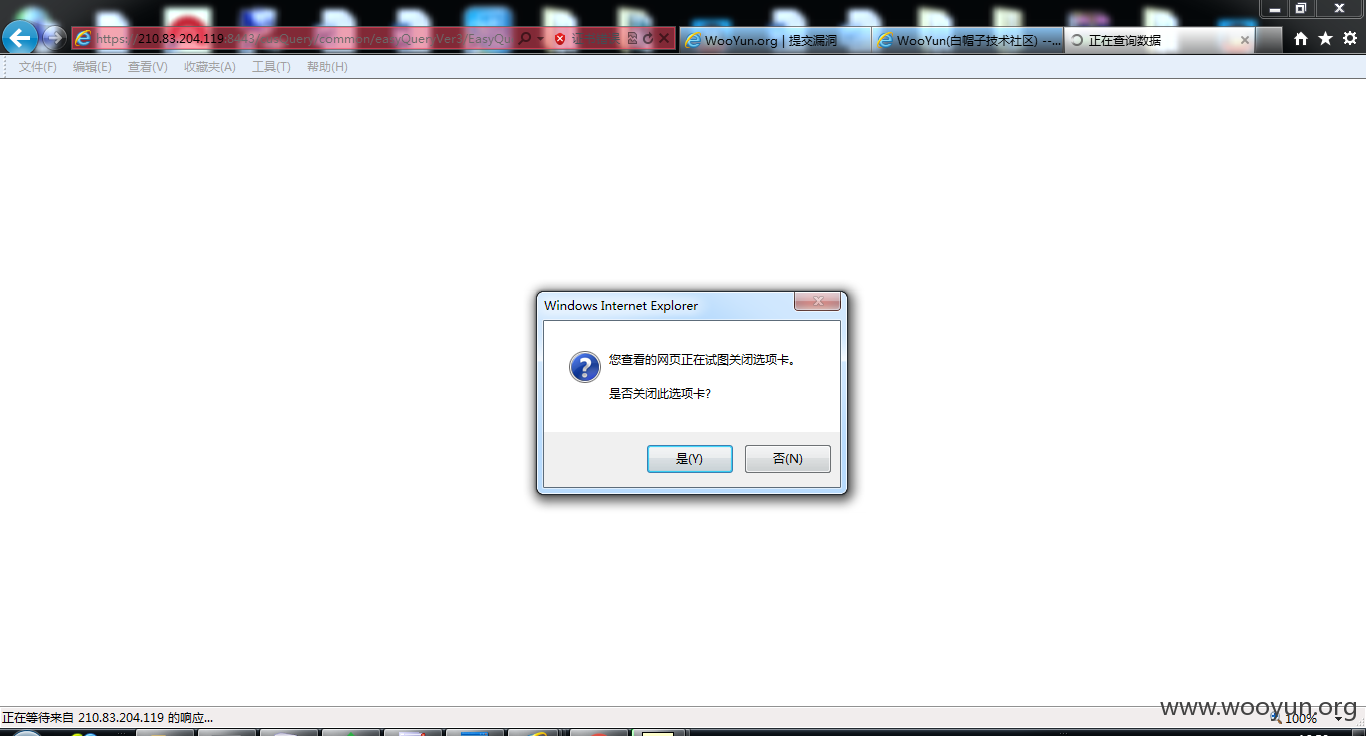 https://210.83.204.119:8443/easQuery/common/easyQueryVer3/EasyQu
WooYun.org | 提交漏洞
WooYun(白帽子技术社区) --...
正在查询数据
文件(F) 编辑(E) 查看(V) 收藏夹(A) 工具(T) 帮助(H)
Windows Internet Explorer
您查看的网页正在试图关闭选项卡。
是否关闭此选项卡?
是(Y) 否(N)
www.wooyun.org
正在等待来自 210.83.204.119 的响应...
100%